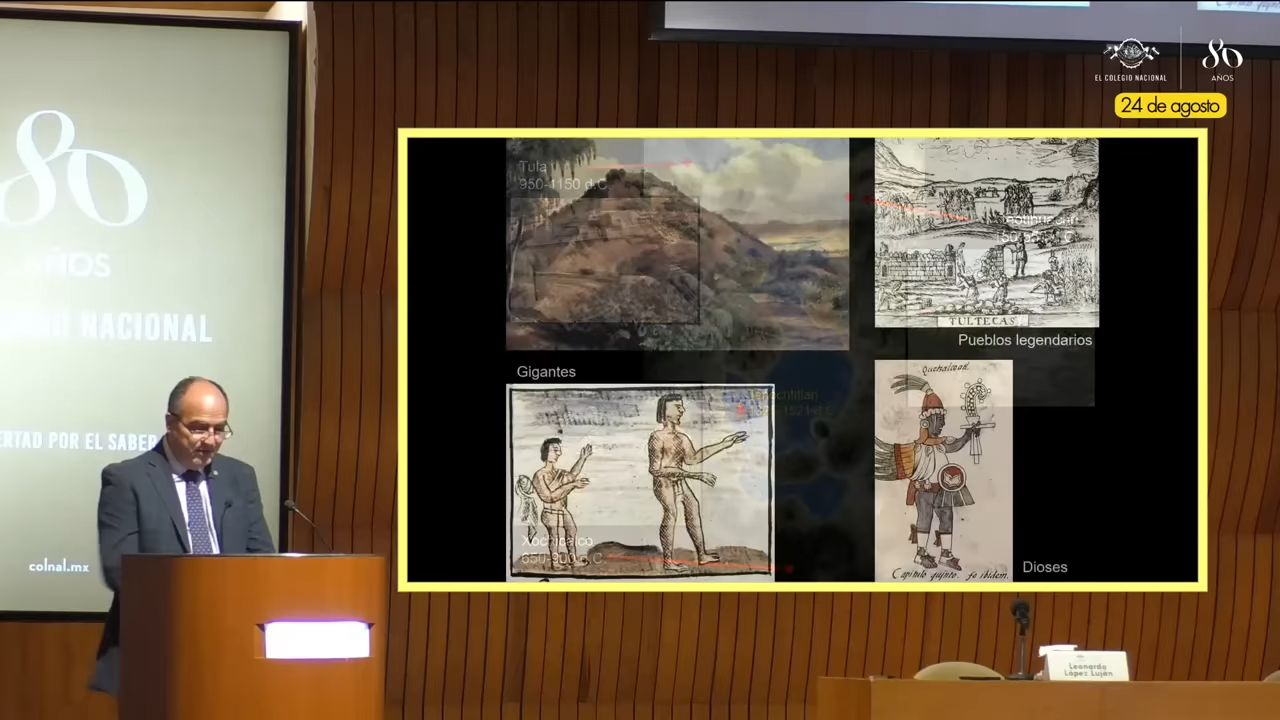 80
AÑOS
NACIONAL
ERTAD POR EL SABER
colnal.mx
EL COLEGIO NACIONAL
80
AÑOS
24 de agosto
Tula
950-1150 d.C.
TULTECAS
Pueblos legendarios
Gigantes
Xochicalco
650-900 d.C.
Dioses
Leonardo
López Luján